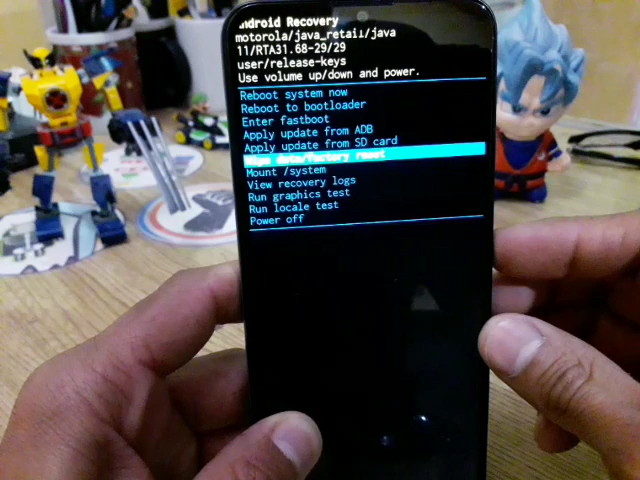 Android Recovery
motorola/java_retail/java
11/RTA31.68-29/29
user/release-keys
Use volume up/down and power.
Reboot system now
Reboot to bootloader
Enter fastboot
Apply update from ADB
Apply update from SD card
Wipe data/factory reset
Mount /system
View recovery logs
Run graphics test
Run locale test
Power off